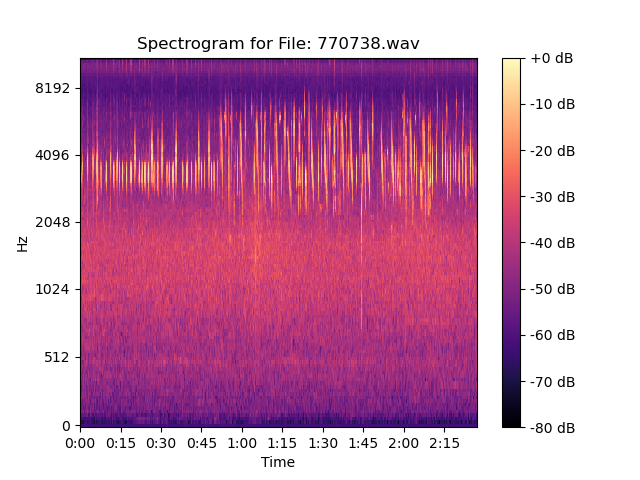 Spectrogram for File: 770738.wav
8192
4096
2048
1024
512
0
Hz
0:00 0:15 0:30 0:45 1:00 1:15 1:30 1:45 2:00 2:15
Time
+0 dB
-10 dB
-20 dB
-30 dB
-40 dB
-50 dB
-60 dB
-70 dB
-80 dB